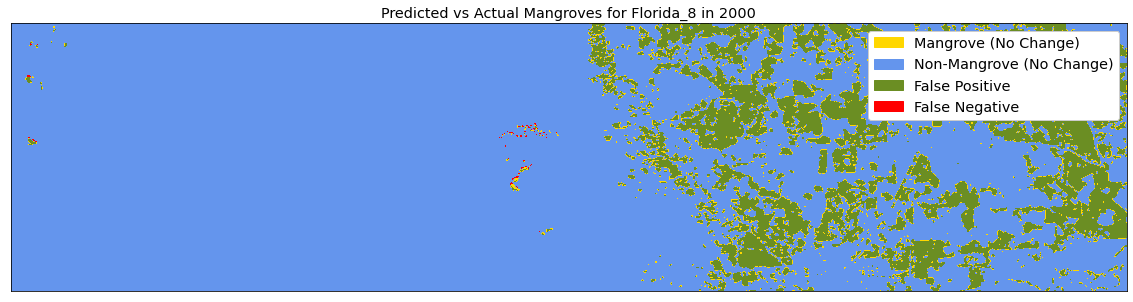 Predicted vs Actual Mangroves for Florida_8 in 2000
Mangrove (No Change)
Non-Mangrove (No Change)
False Positive
False Negative